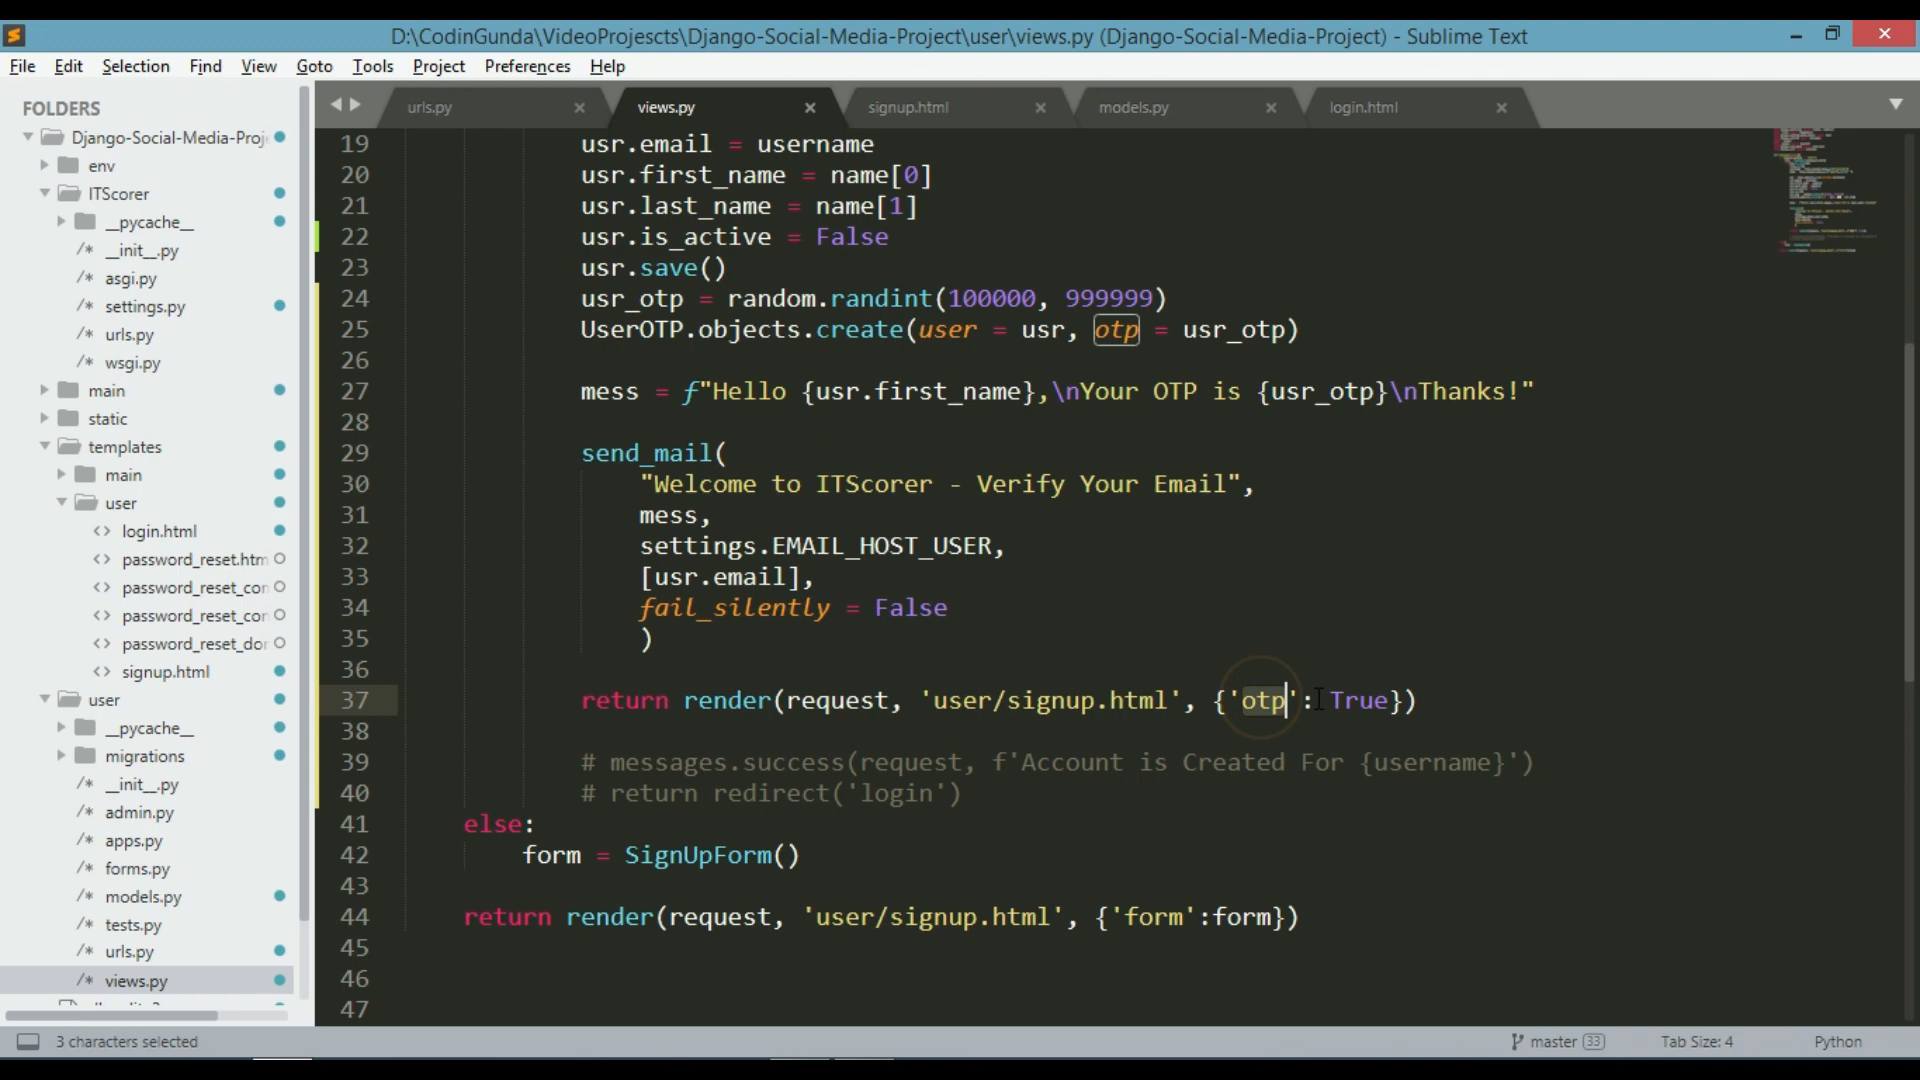 D:\CodinGunda\VideoProjescts\Django-Social-Media-Project\user\views.py (Django-Social-Media-Project) - Sublime Text
File Edit Selection Find View Goto Tools Project Preferences Help
FOLDERS
Django-Social-Media-Proj
env
ITScorer
__pycache__
/* __init__.py
/* asgi.py
/* settings.py
/* urls.py
/* wsgi.py
main
static
templates
main
user
<> login.html
<> password_reset.htm
<> password_reset_con
<> password_reset_con
<> password_reset_dor
<> signup.html
user
__pycache__
migrations
/* __init__.py
/* admin.py
/* apps.py
/* forms.py
/* models.py
/* tests.py
/* urls.py
/* views.py
urls.py views.py signup.html models.py login.html
19 usr.email = username
20 usr.first_name = name[0]
21 usr.last_name = name[1]
22 usr.is_active = False
23 usr.save()
24 usr_otp = random.randint(100000, 999999)
25 UserOTP.objects.create(user = usr, otp = usr_otp)
26
27 mess = f"Hello {usr.first_name},\nYour OTP is {usr_otp}\nThanks!"
28
29 send_mail(
30 "Welcome to ITScorer - Verify Your Email",
31 mess,
32 settings.EMAIL_HOST_USER,
33 [usr.email],
34 fail_silently = False
35 )
36
37 return render(request, 'user/signup.html', {'otp': True})
38
39 # messages.success(request, f'Account is Created For {username}')
40 # return redirect('login')
41 else:
42 form = SignUpForm()
43
44 return render(request, 'user/signup.html', {'form':form})
45
46
47
3 characters selected
master 33 Tab Size: 4 Python